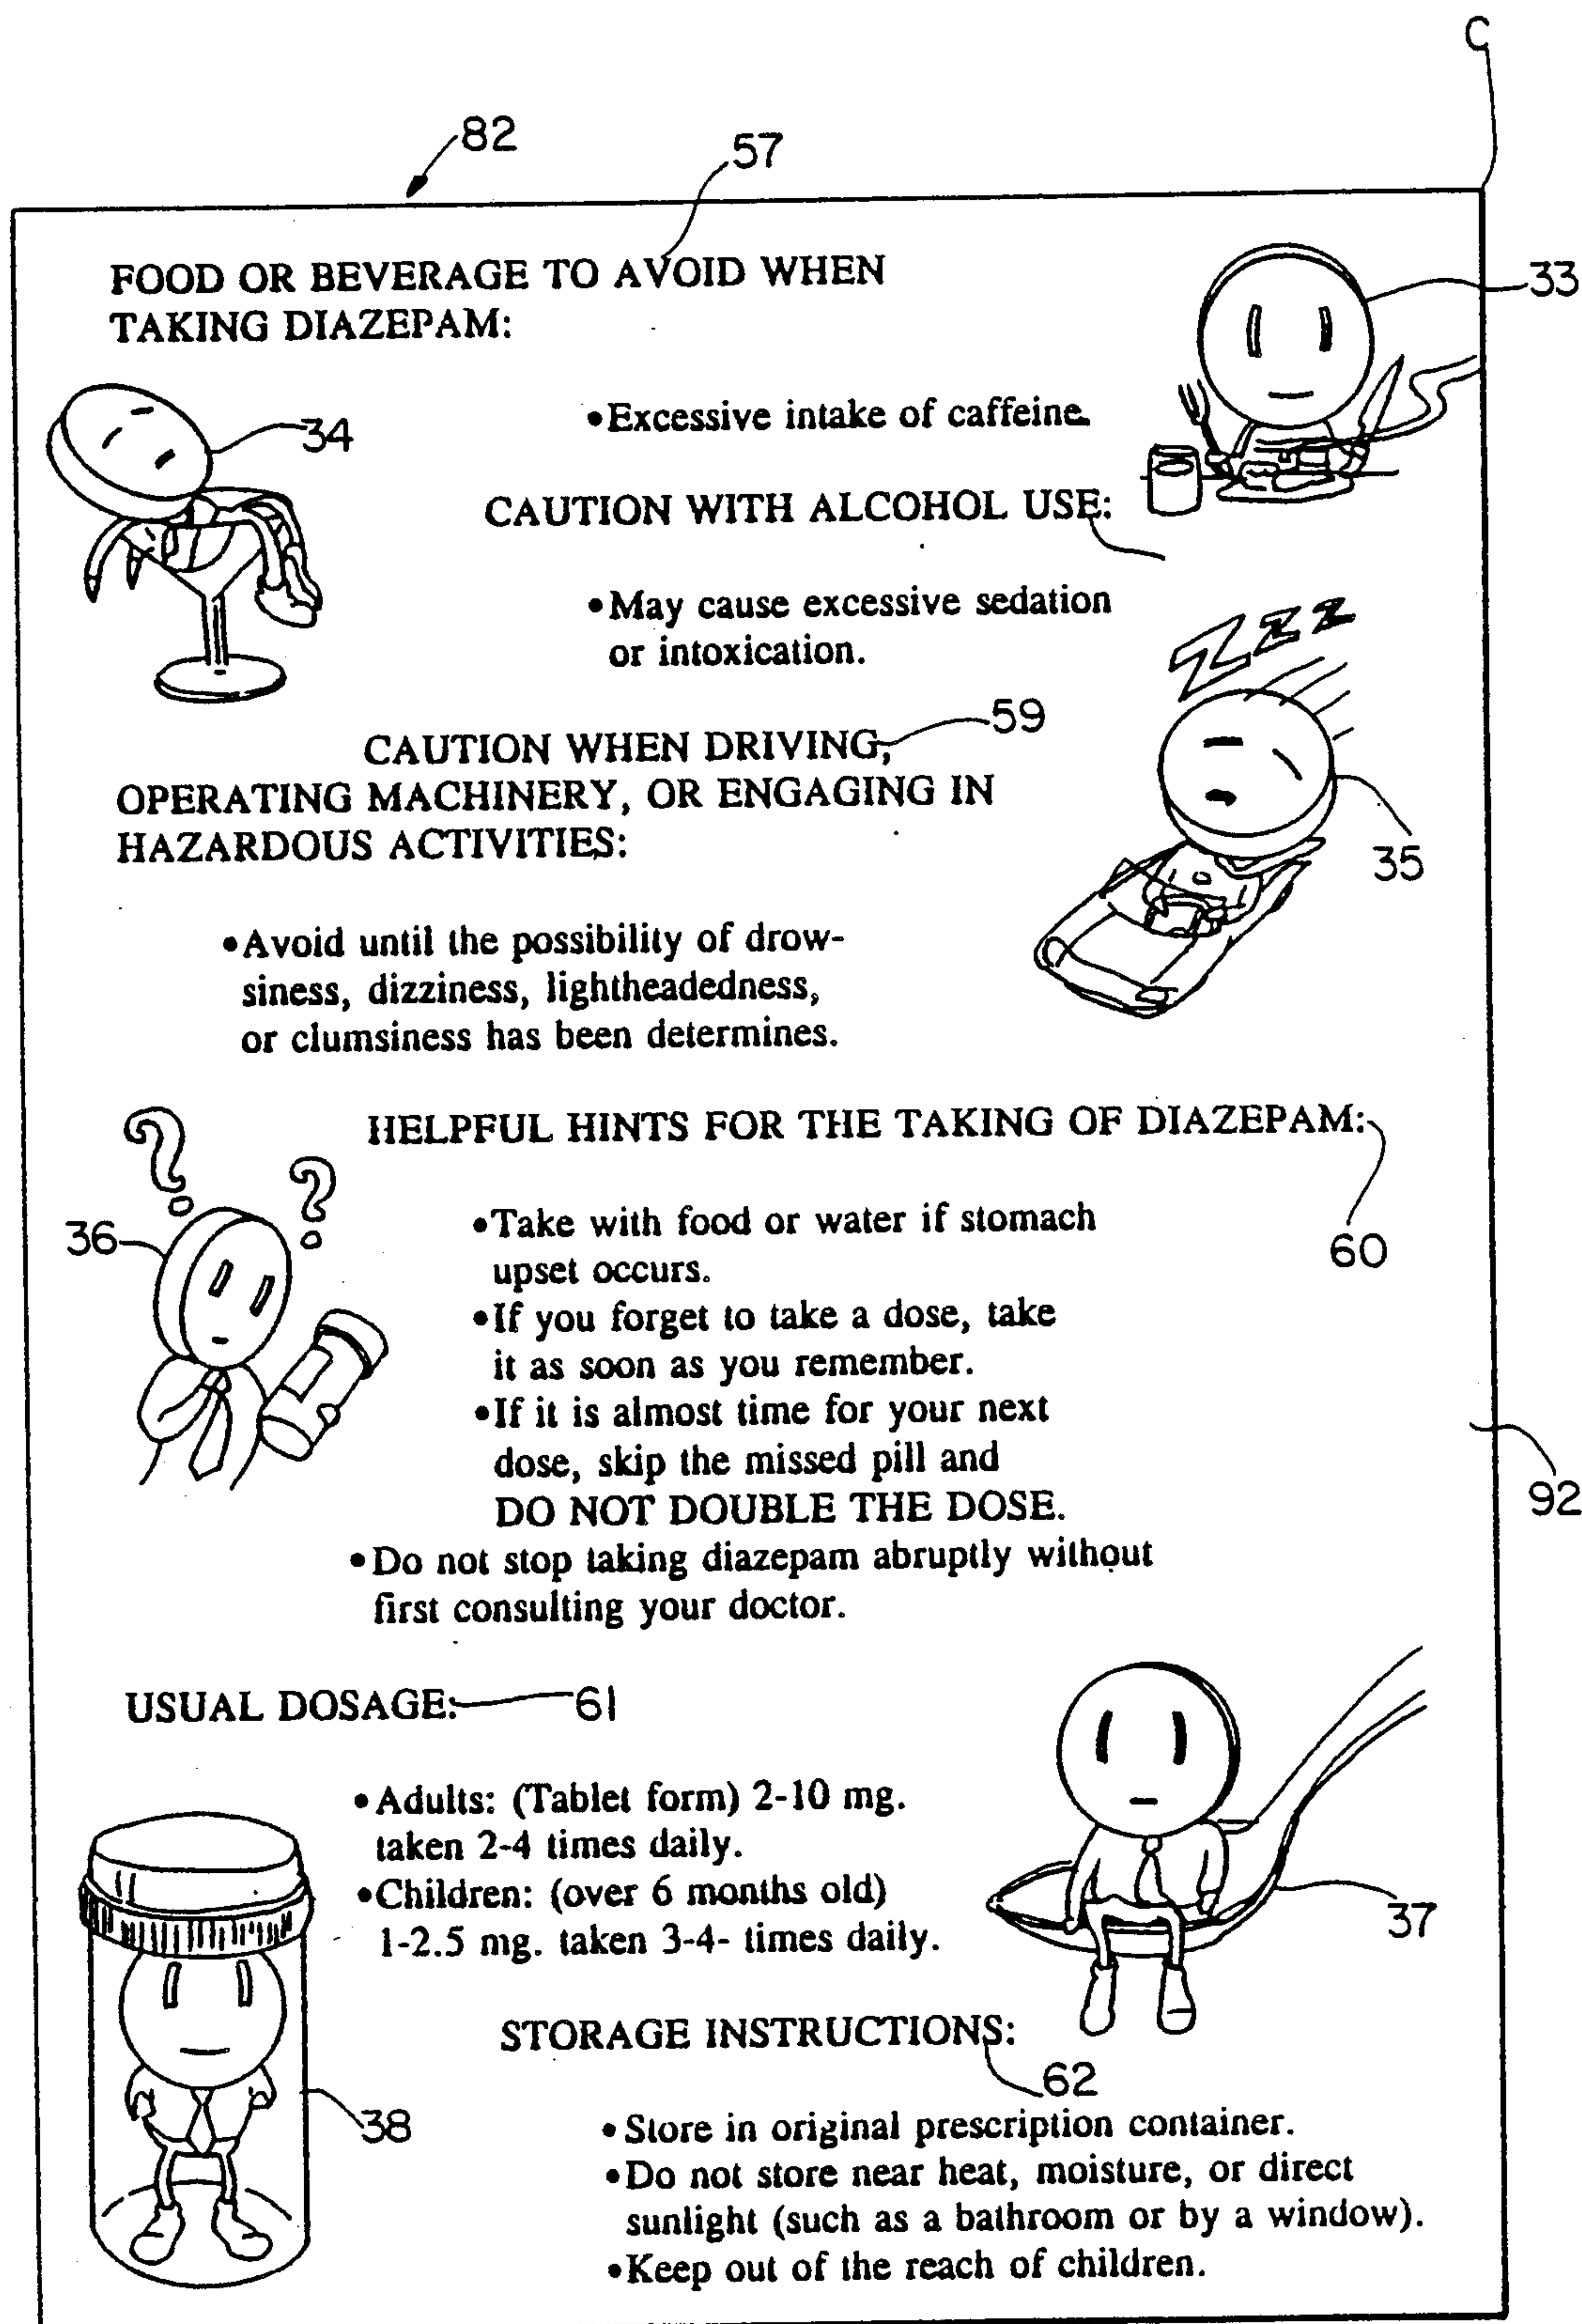 C
82
57
FOOD OR BEVERAGE TO AVOID WHEN
TAKING DIAZEPAM:
33
34
•Excessive intake of caffeine.
CAUTION WITH ALCOHOL USE:
•May cause excessive sedation
or intoxication.
ZZZ
59
CAUTION WHEN DRIVING,
OPERATING MACHINERY, OR ENGAGING IN
HAZARDOUS ACTIVITIES:
35
•Avoid until the possibility of drow-
siness, dizziness, lightheadedness,
or clumsiness has been determines.
HELPFUL HINTS FOR THE TAKING OF DIAZEPAM:
? ?
36
60
•Take with food or water if stomach
upset occurs.
•If you forget to take a dose, take
it as soon as you remember.
•If it is almost time for your next
dose, skip the missed pill and
DO NOT DOUBLE THE DOSE.
92
•Do not stop taking diazepam abruptly without
first consulting your doctor.
USUAL DOSAGE: 61
•Adults: (Tablet form) 2-10 mg.
taken 2-4 times daily.
•Children: (over 6 months old)
1-2.5 mg. taken 3-4- times daily.
37
STORAGE INSTRUCTIONS:
62
38
•Store in original prescription container.
•Do not store near heat, moisture, or direct
sunlight (such as a bathroom or by a window).
•Keep out of the reach of children.